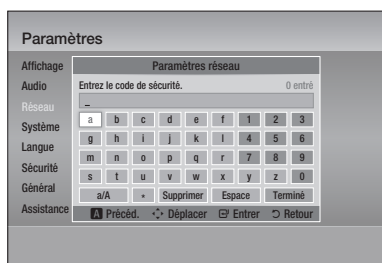 Paramètres
Affichage
Audio
Réseau
Système
Langue
Sécurité
Général
Assistance
Paramètres réseau
Entrez le code de sécurité. 0 entré
_
a b c d e f 1 2 3
g h i j k l 4 5 6
m n o p q r 7 8 9
s t u v w x y z 0
a/A * Supprimer Espace Terminé
A Précéd. Déplacer Entrer Retour